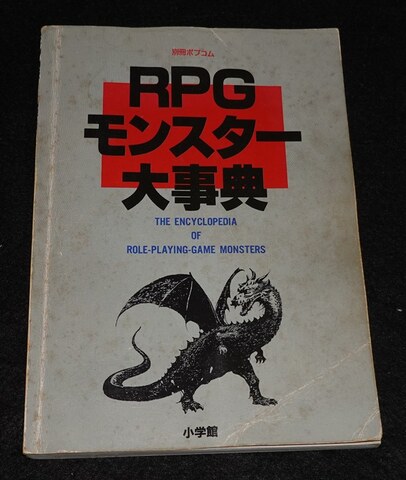 別冊ポプコム
RPG
モンスター
大事典
THE ENCYCLOPEDIA
OF
ROLE-PLAYING-GAME MONSTERS
小学館